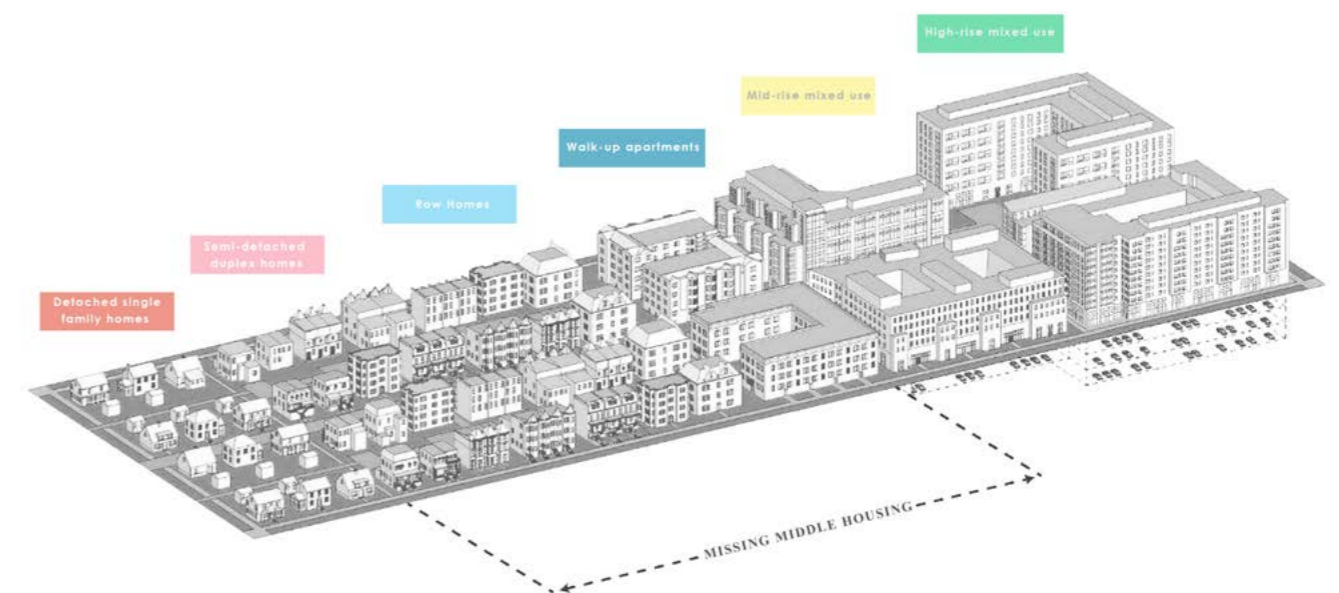 High-rise mixed use
Mid-rise mixed use
Walk-up apartments
Row Homes
Semi-detached
duplex homes
Detached single
family homes
MISSING MIDDLE HOUSING